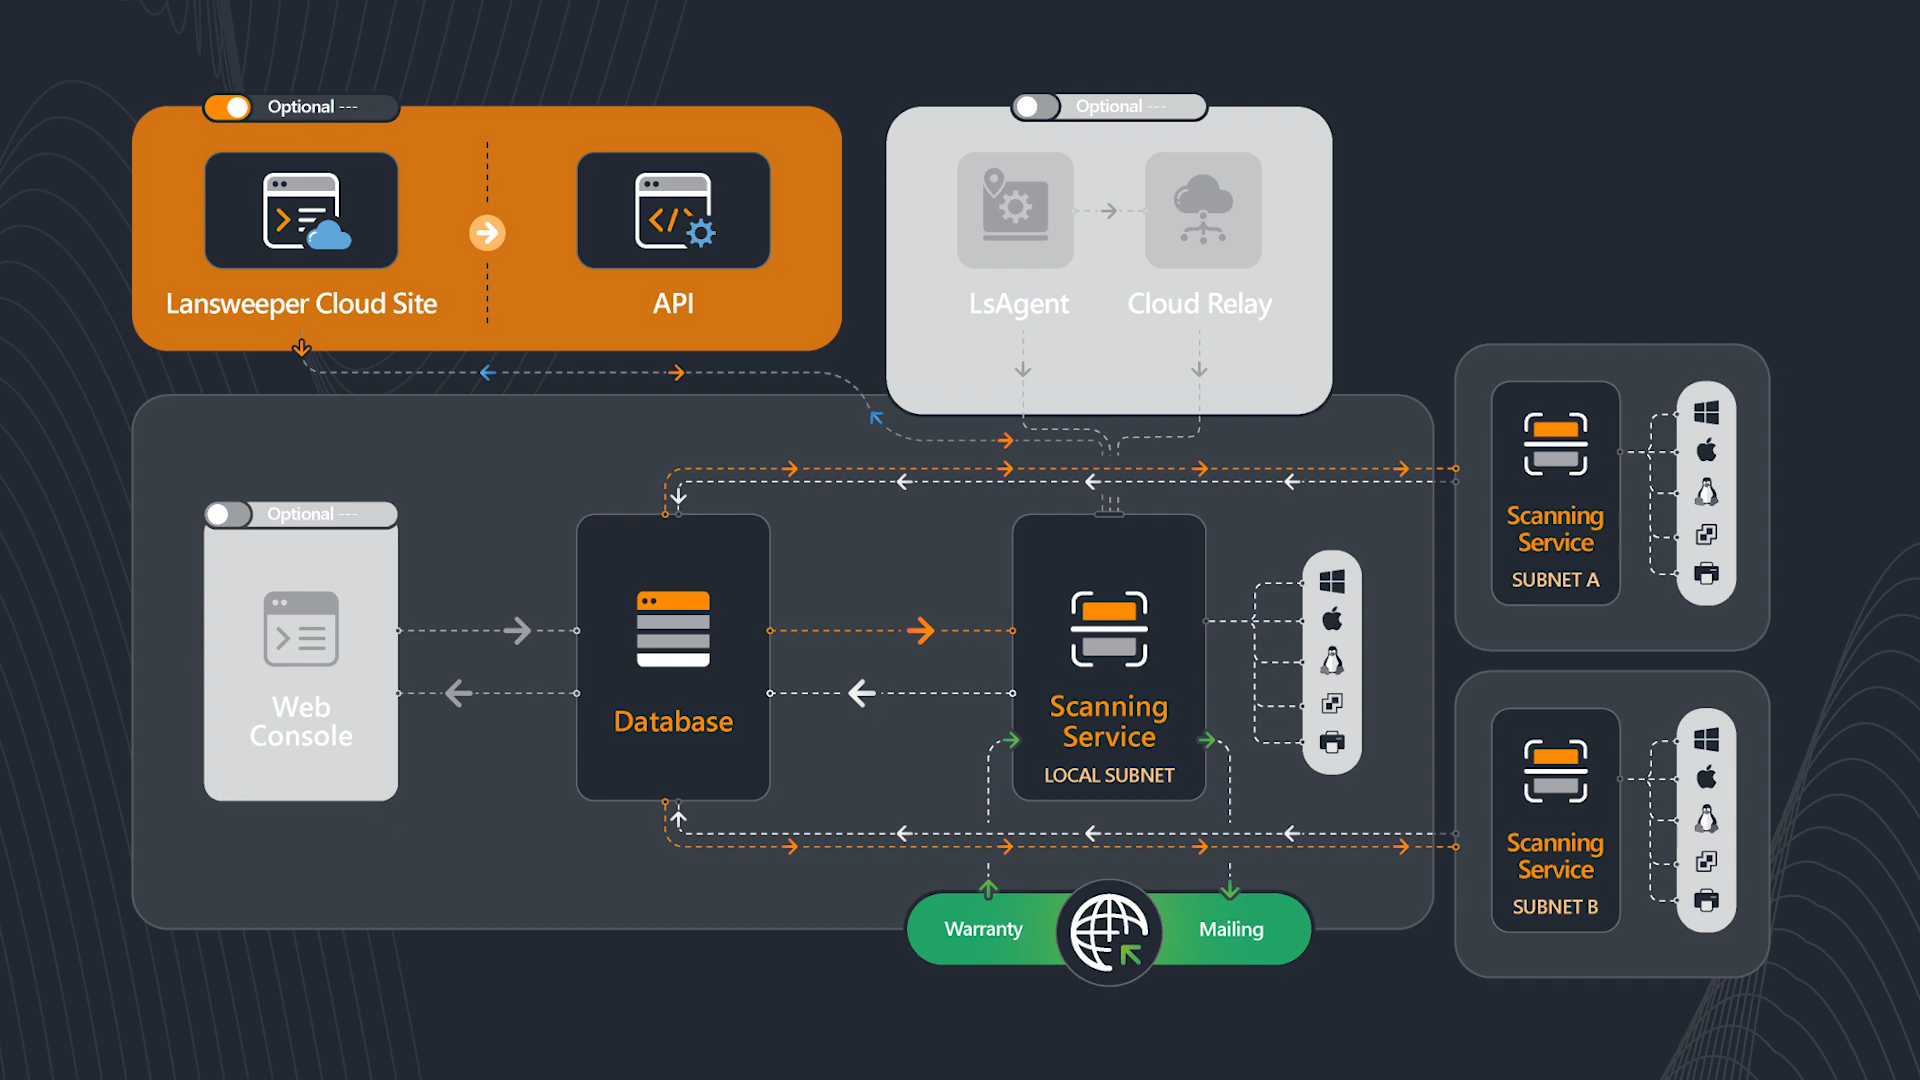 Optional ---
Optional ---
Lansweeper Cloud Site
API
LsAgent
Cloud Relay
Optional ---
Web
Console
Database
Scanning
Service
LOCAL SUBNET
Scanning
Service
SUBNET A
Scanning
Service
SUBNET B
Warranty
Mailing